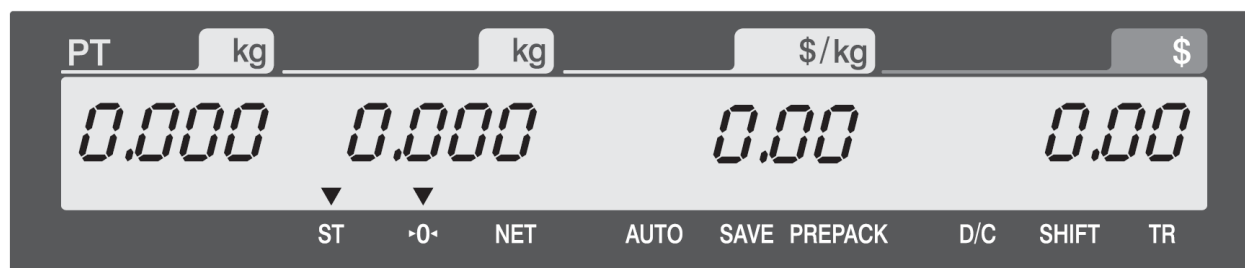 PT kg kg $/kg $
0.000 0.000 0.00 0.00
ST ▸0◂ NET AUTO SAVE PREPACK D/C SHIFT TR